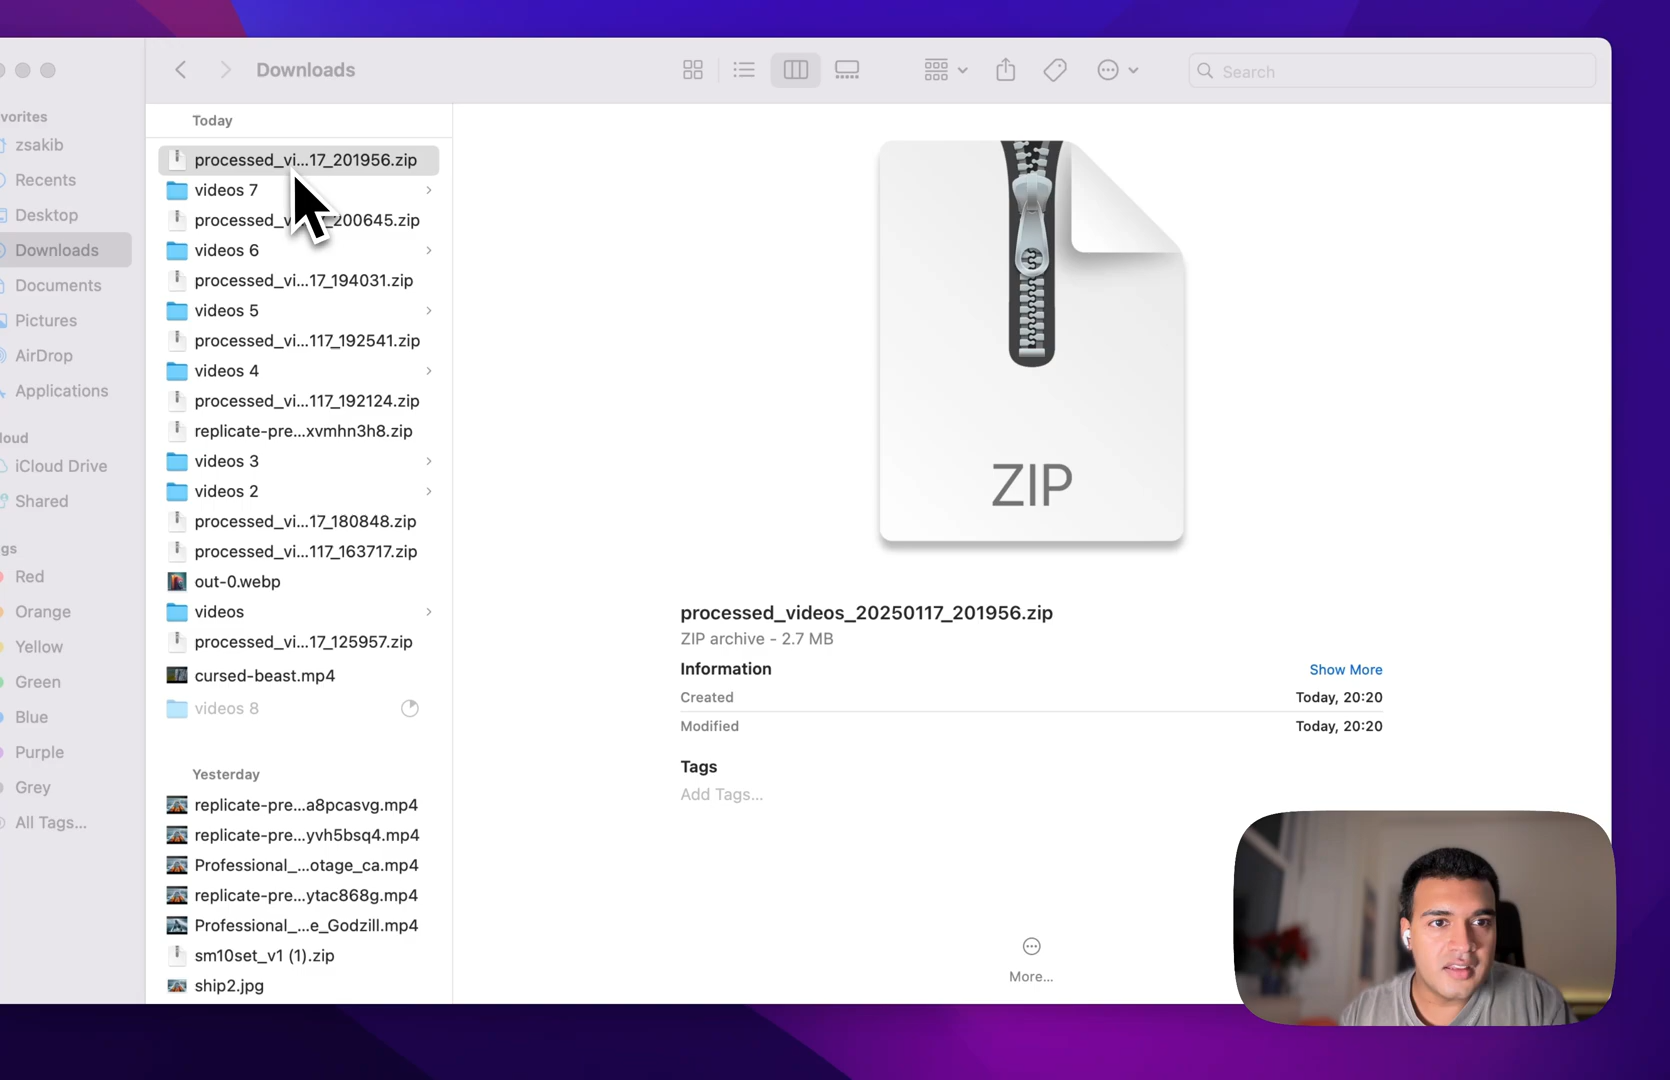 Downloads
Search
vorites
zsakib
Recents
Desktop
Downloads
Documents
Pictures
AirDrop
Applications
loud
iCloud Drive
Shared
gs
Red
Orange
Yellow
Green
Blue
Purple
Grey
All Tags...
Today
processed_vi...17_201956.zip
videos 7
processed_v 200645.zip
videos 6
processed_vi...17_194031.zip
videos 5
processed_vi...117_192541.zip
videos 4
processed_vi...117_192124.zip
replicate-pre...xvmhn3h8.zip
videos 3
videos 2
processed_vi...17_180848.zip
processed_vi...117_163717.zip
out-0.webp
videos
processed_vi...17_125957.zip
cursed-beast.mp4
videos 8
Yesterday
replicate-pre...a8pcasvg.mp4
replicate-pre...yvh5bsq4.mp4
Professional_...otage_ca.mp4
replicate-pre...ytac868g.mp4
Professional_...e_Godzill.mp4
sm10set_v1 (1).zip
ship2.jpg
ZIP
processed_videos_20250117_201956.zip
ZIP archive - 2.7 MB
Information Show More
Created Today, 20:20
Modified Today, 20:20
Tags
Add Tags...
More...